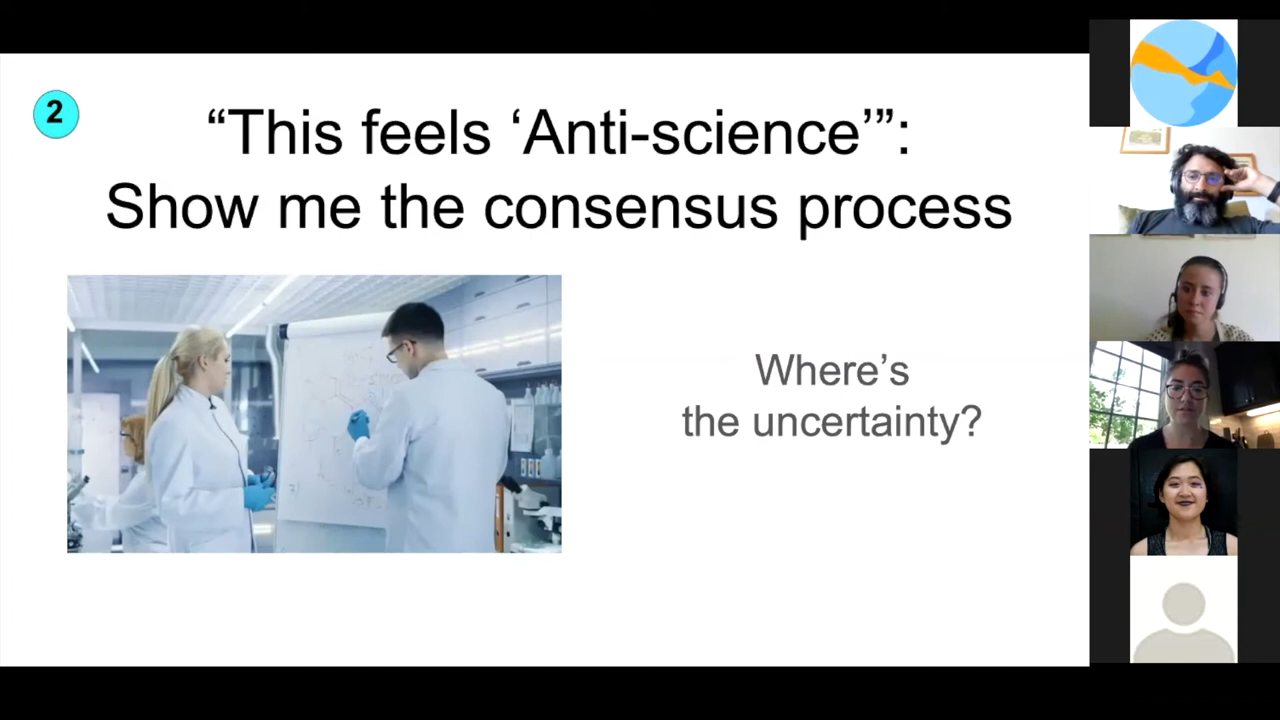 2
“This feels ‘Anti-science’”:
Show me the consensus process
Where’s
the uncertainty?